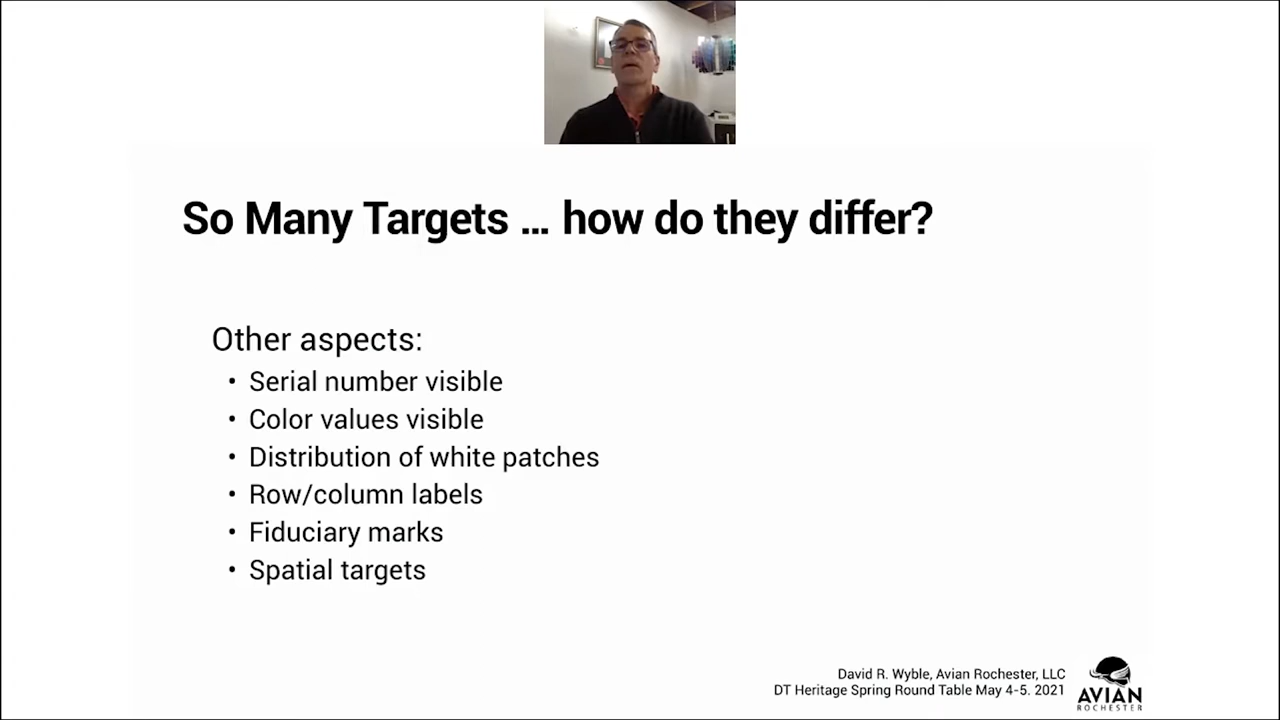 So Many Targets ... how do they differ?
Other aspects:
• Serial number visible
• Color values visible
• Distribution of white patches
• Row/column labels
• Fiduciary marks
• Spatial targets
David R. Wyble, Avian Rochester, LLC
DT Heritage Spring Round Table May 4-5. 2021
AVIAN
ROCHESTER